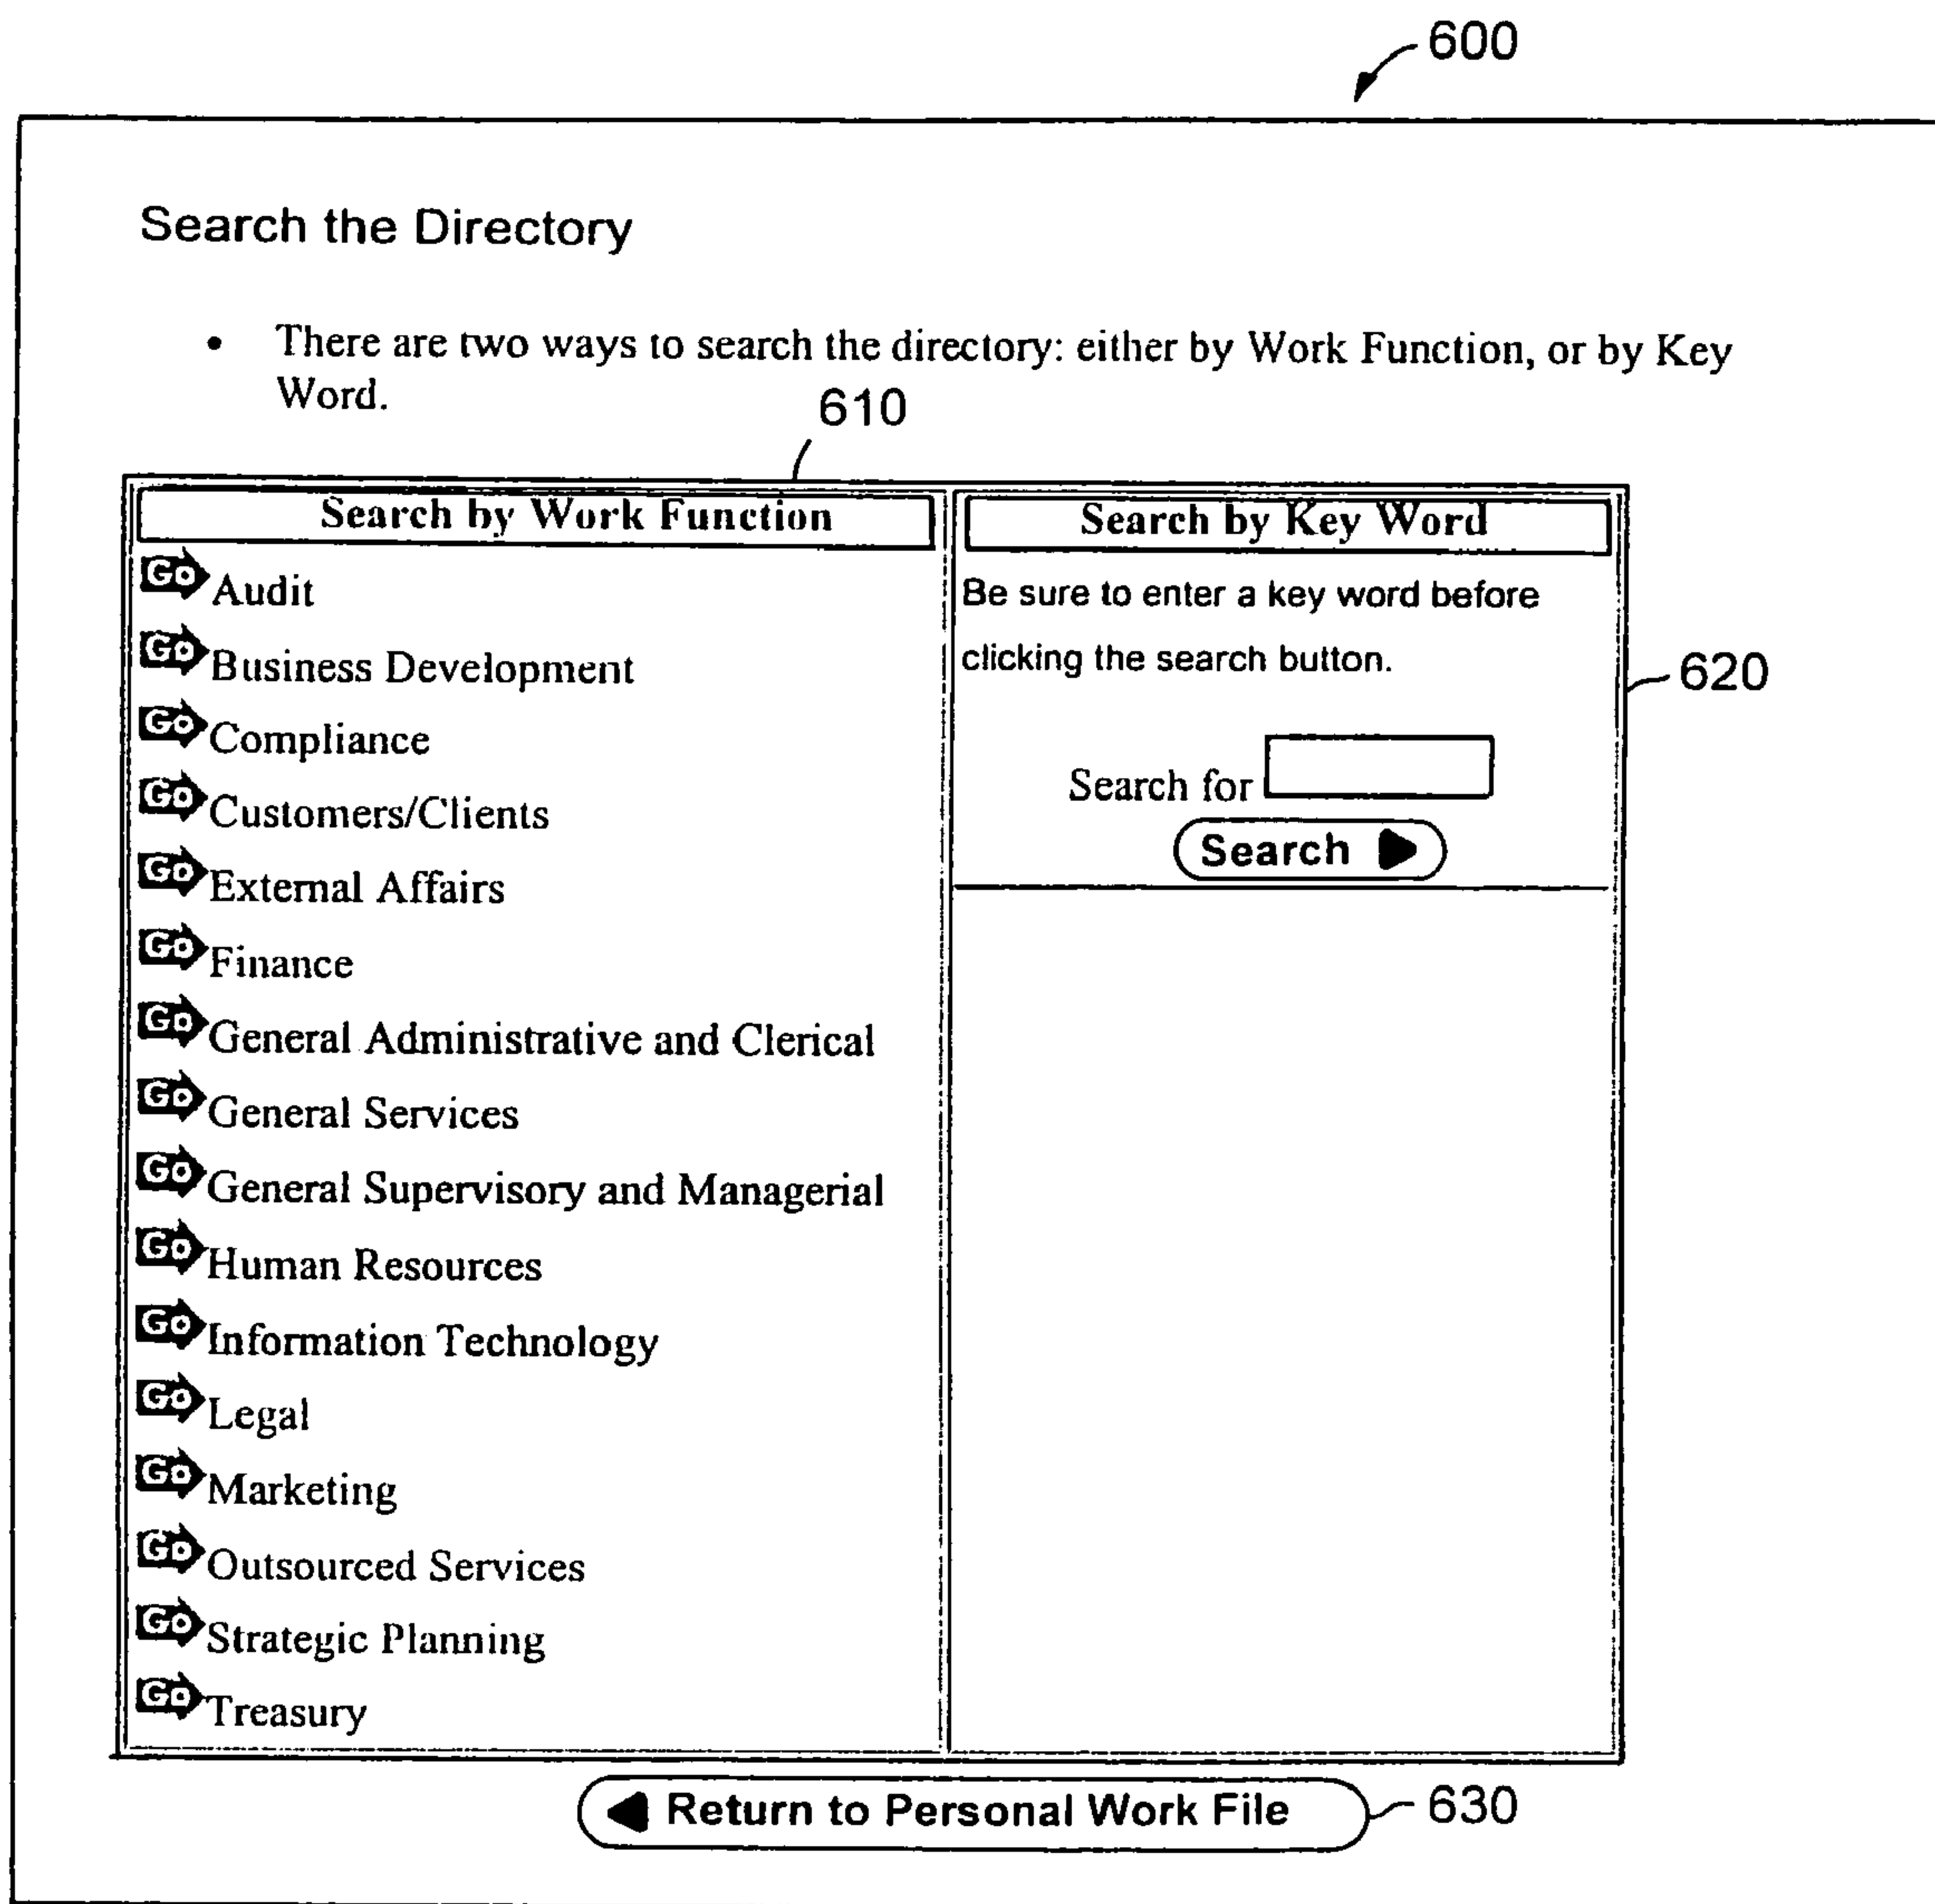 600
Search the Directory
• There are two ways to search the directory: either by Work Function, or by Key
Word.
610
Search by Work Function
Go Audit
Go Business Development
Go Compliance
Go Customers/Clients
Go External Affairs
Go Finance
Go General Administrative and Clerical
Go General Services
Go General Supervisory and Managerial
Go Human Resources
Go Information Technology
Go Legal
Go Marketing
Go Outsourced Services
Go Strategic Planning
Go Treasury
Search by Key Word
Be sure to enter a key word before
clicking the search button.
620
Search for
Search
Return to Personal Work File
630